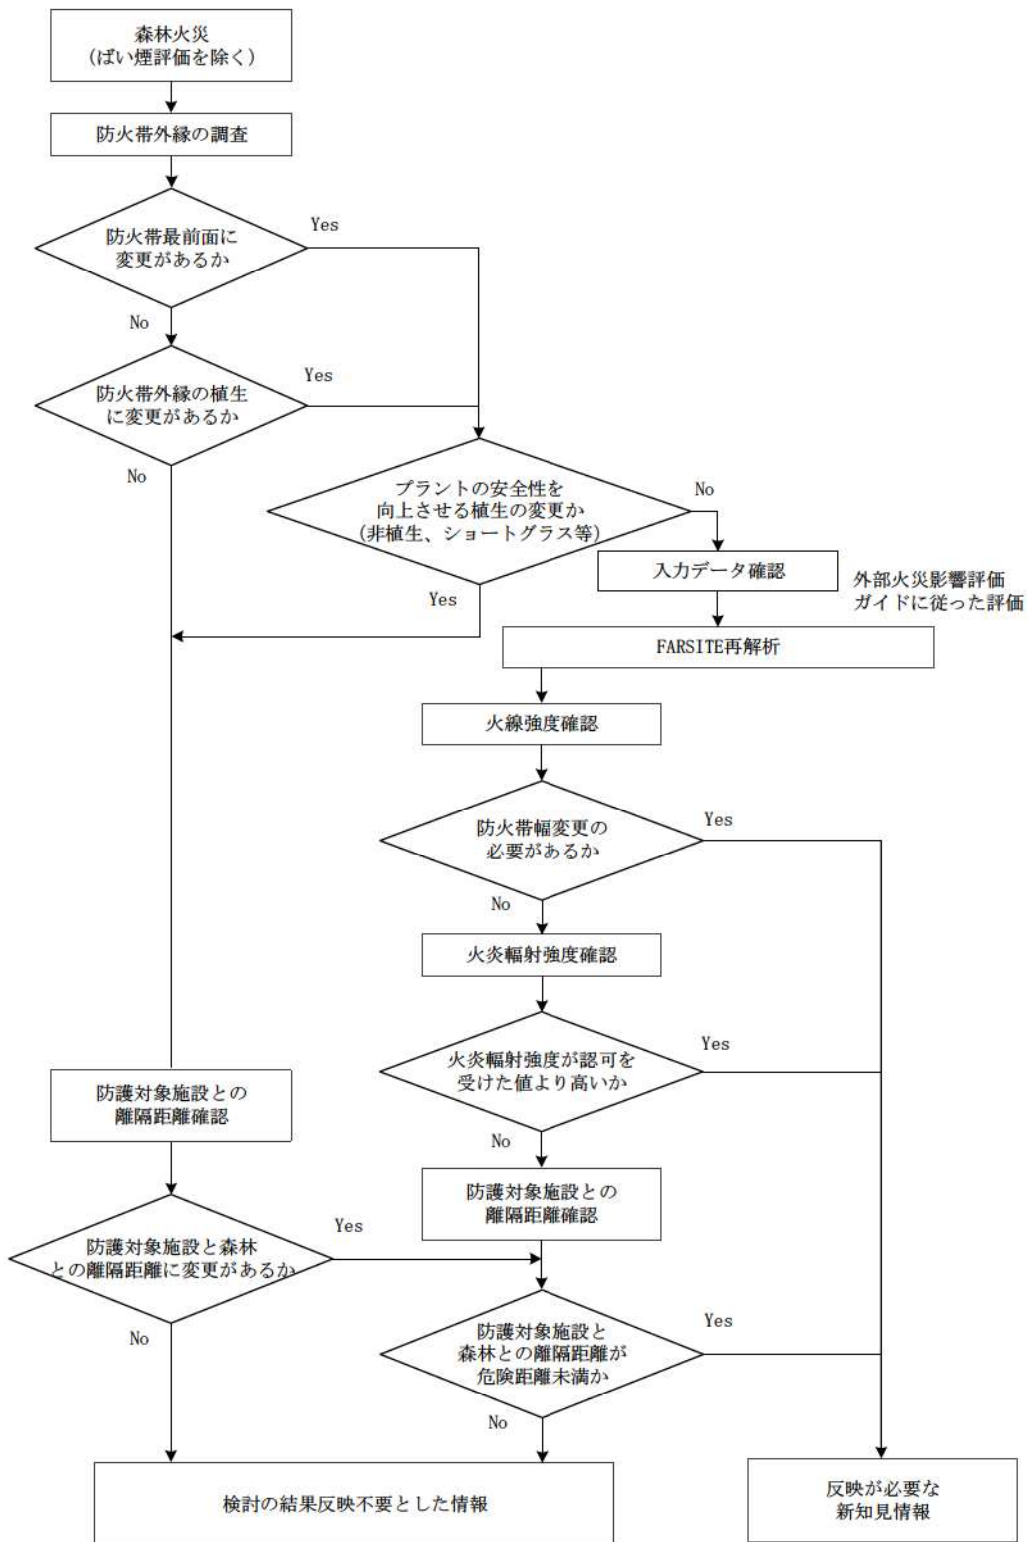 森林火災
(ばい煙評価を除く)
防火帯外縁の調査
防火帯最前面に
変更があるか
Yes
No
防火帯外縁の植生
に変更があるか
Yes
No
プラントの安全性を
向上させる植生の変更か
(非植生、ショートグラス等)
No
Yes
入力データ確認
外部火災影響評価
ガイドに従った評価
FARSITE再解析
火線強度確認
防火帯幅変更の
必要があるか
Yes
No
火炎輻射強度確認
火炎輻射強度が認可を
受けた値より高いか
Yes
No
防護対象施設との
離隔距離確認
防護対象施設との
離隔距離確認
防護対象施設と森林
との離隔距離に変更があるか
Yes
No
防護対象施設と
森林との離隔距離が
危険距離未満か
Yes
No
検討の結果反映不要とした情報
反映が必要な
新知見情報